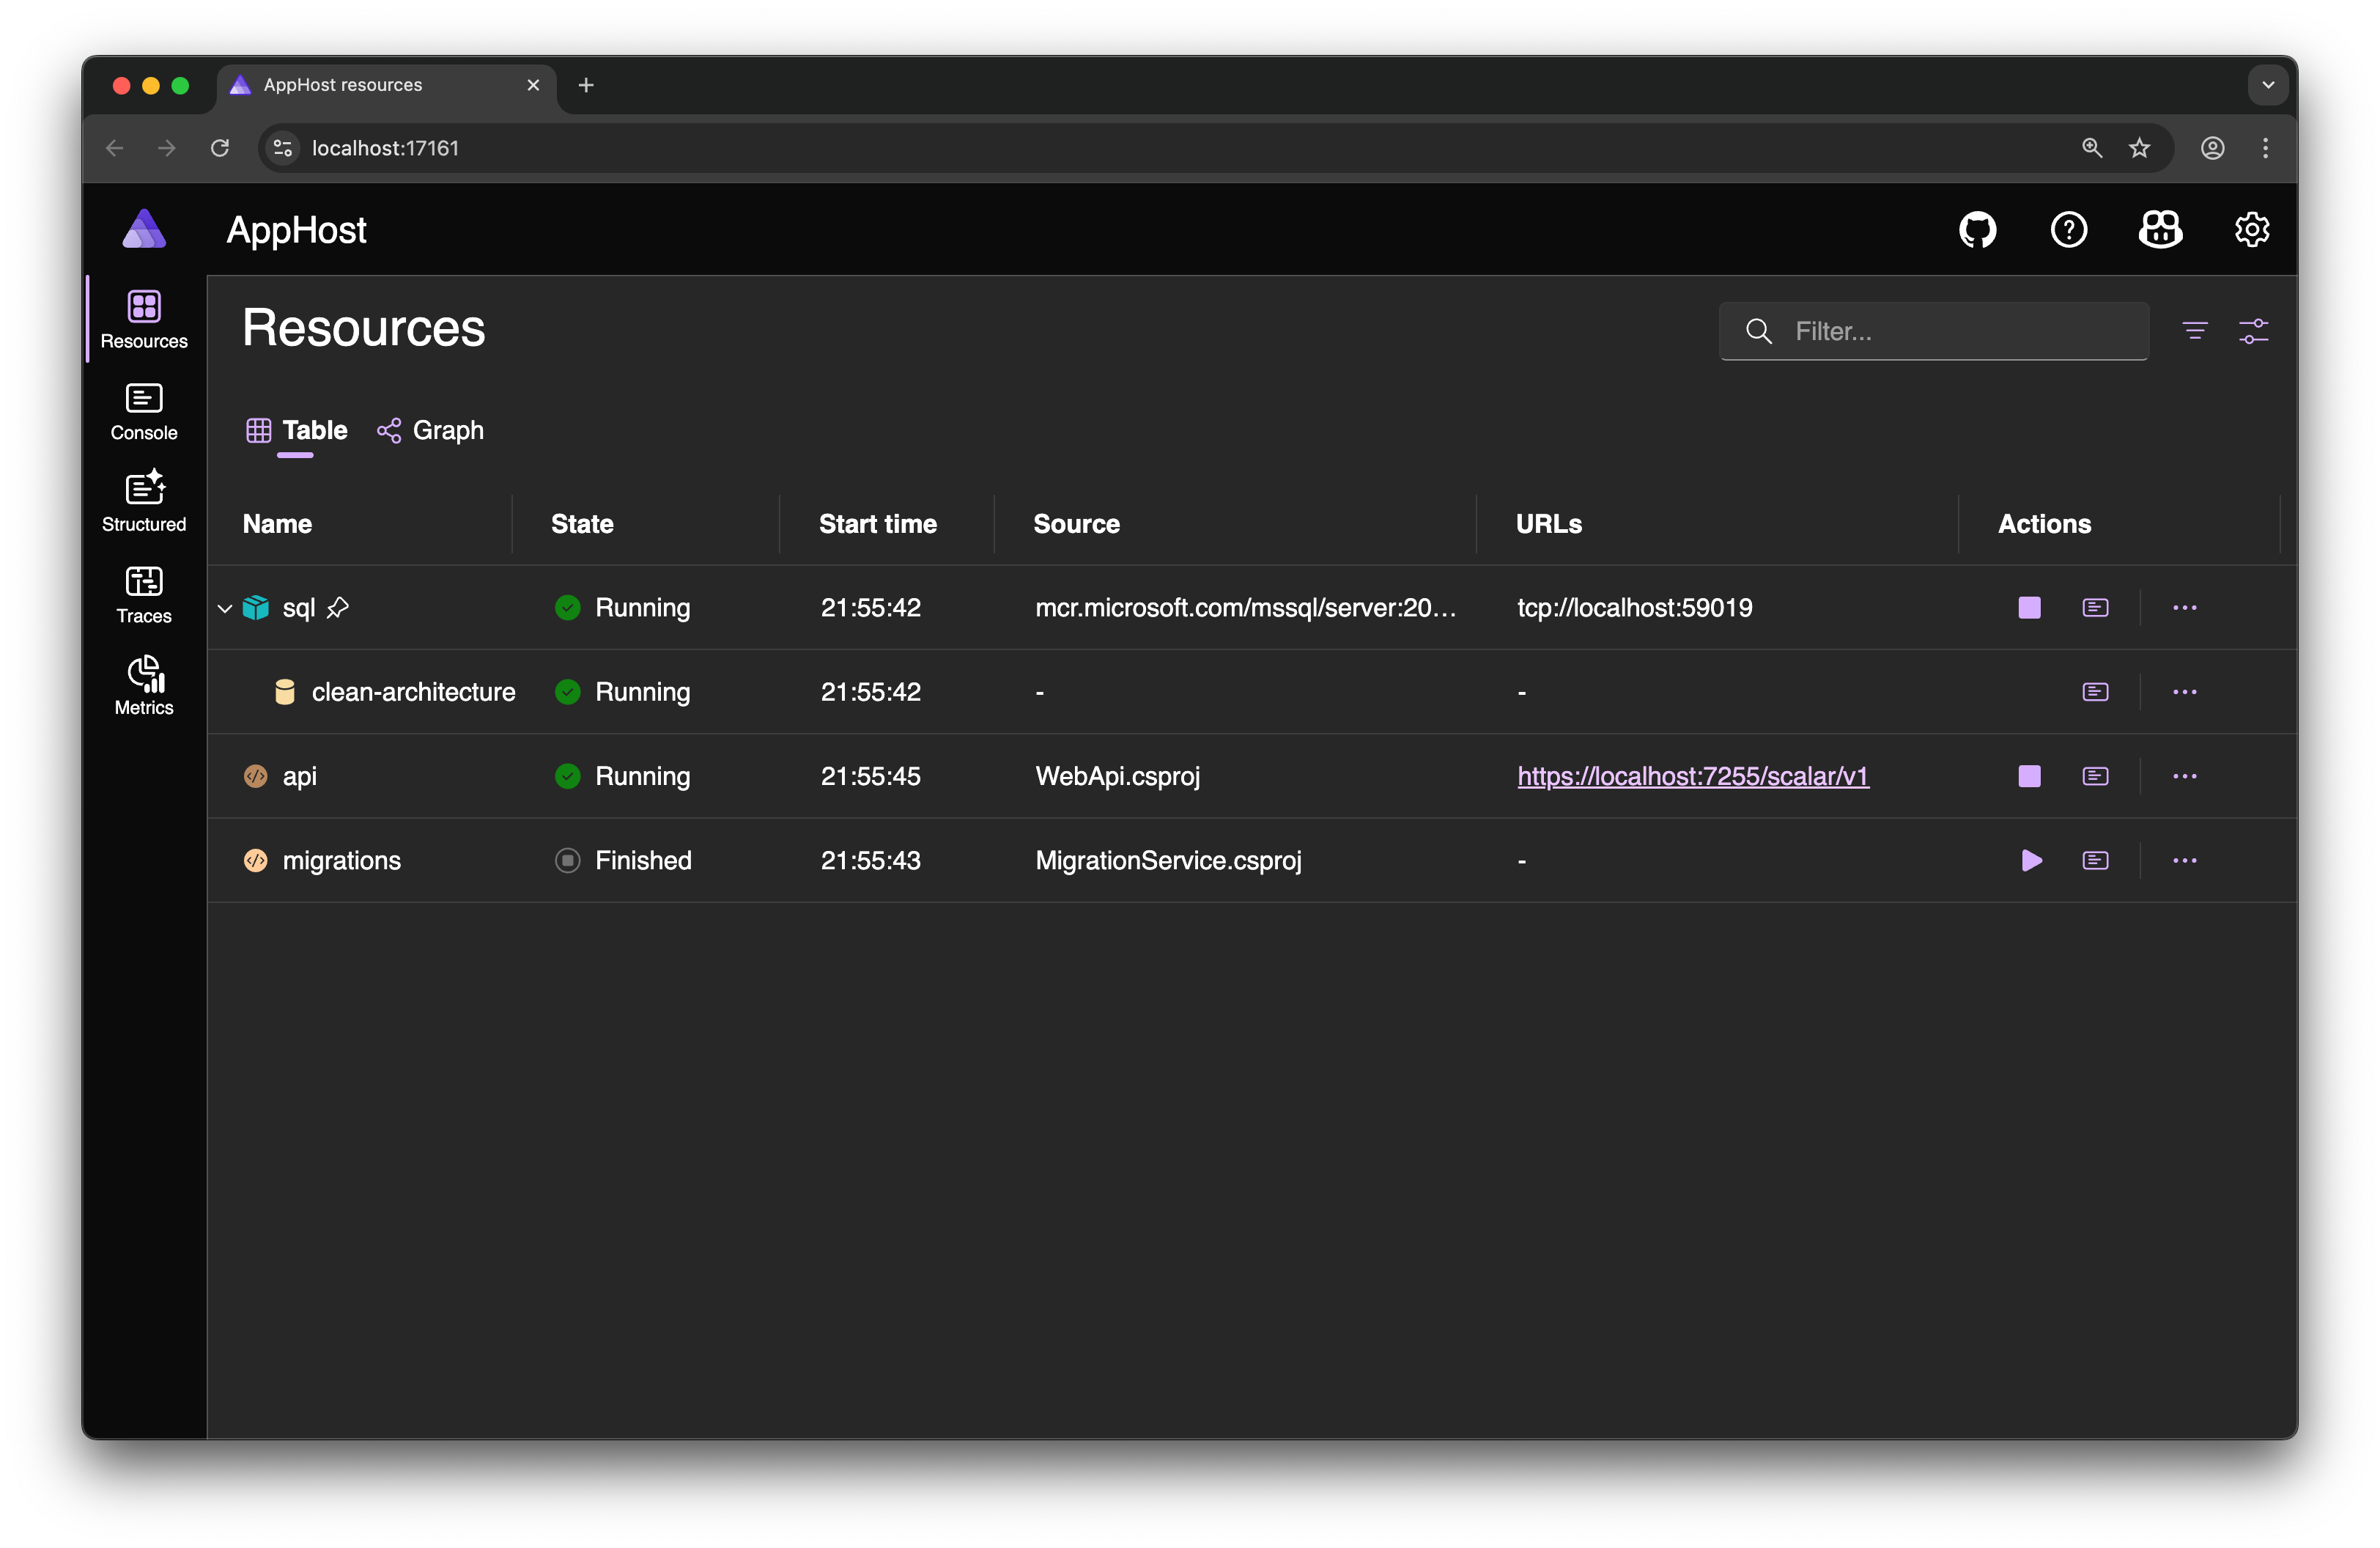 AppHost resources
localhost:17161
AppHost
Resources
Console
Structured
Traces
Metrics
Resources
Filter...
Table Graph
Name State Start time Source URLs Actions
sql Running 21:55:42 mcr.microsoft.com/mssql/server:20... tcp://localhost:59019
clean-architecture Running 21:55:42 - -
api Running 21:55:45 WebApi.csproj https://localhost:7255/scalar/v1
migrations Finished 21:55:43 MigrationService.csproj -